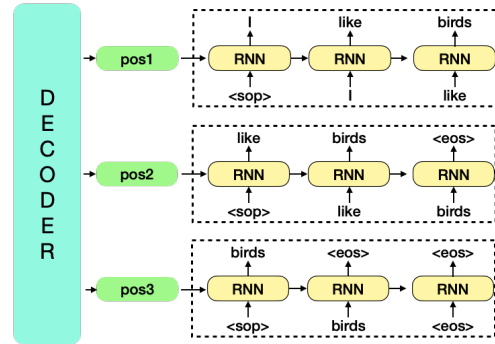 DECODER
I like birds
pos1 RNN RNN RNN
<sop> I like
like birds <eos>
pos2 RNN RNN RNN
<sop> like birds
birds <eos> <eos>
pos3 RNN RNN RNN
<sop> birds <eos>